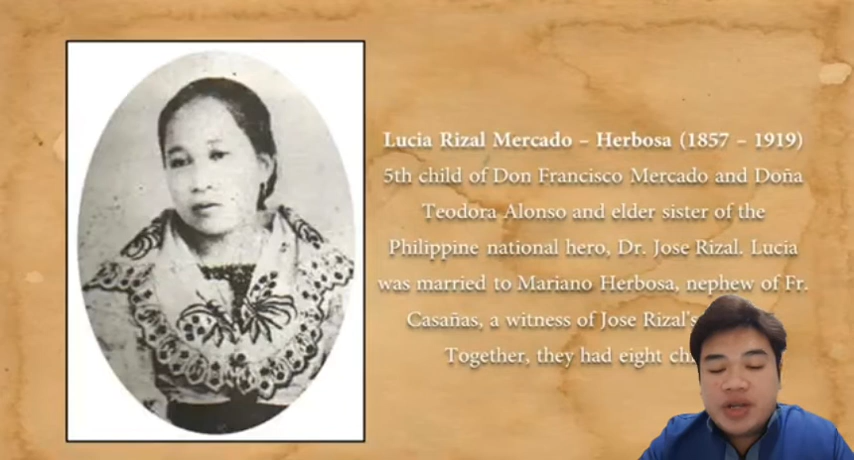 Lucia Rizal Mercado – Herbosa (1857 – 1919)
5th child of Don Francisco Mercado and Doña
Teodora Alonso and elder sister of the
Philippine national hero, Dr. Jose Rizal. Lucia
was married to Mariano Herbosa, nephew of Fr.
Casañas, a witness of Jose Rizal's
Together, they had eight